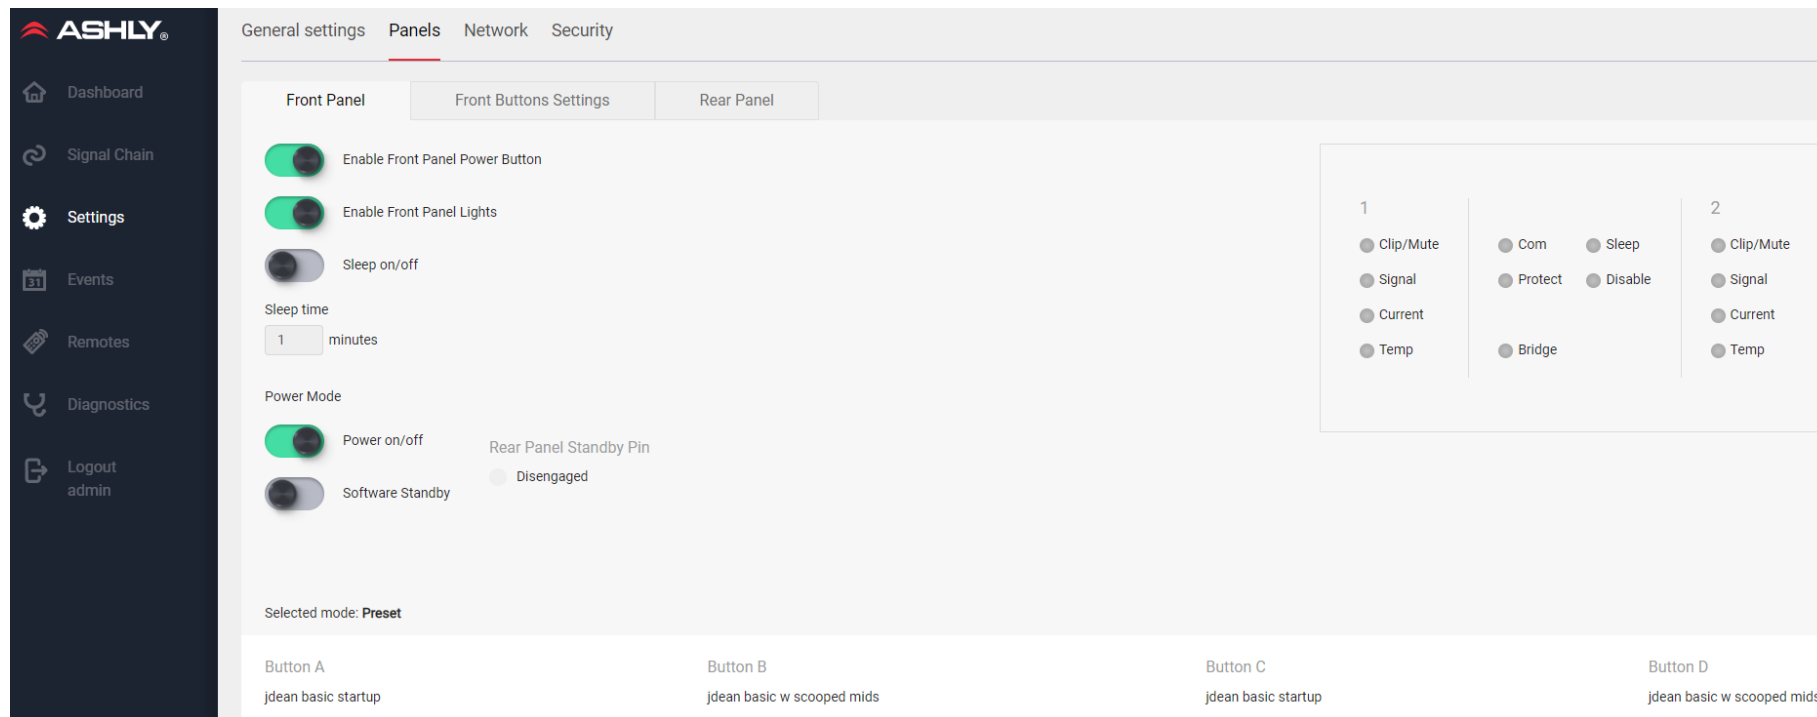 ASHLY®
General settings Panels Network Security
Dashboard
Signal Chain
Settings
31 Events
Remotes
Diagnostics
Logout
admin
Front Panel Front Buttons Settings Rear Panel
Enable Front Panel Power Button
Enable Front Panel Lights
Sleep on/off
Sleep time
1 minutes
Power Mode
Power on/off
Software Standby
Rear Panel Standby Pin
Disengaged
1
Clip/Mute
Signal
Current
Temp
Com Sleep
Protect Disable
Bridge
2
Clip/Mute
Signal
Current
Temp
Selected mode: Preset
Button A
jdean basic startup
Button B
jdean basic w scooped mids
Button C
jdean basic startup
Button D
jdean basic w scooped mids